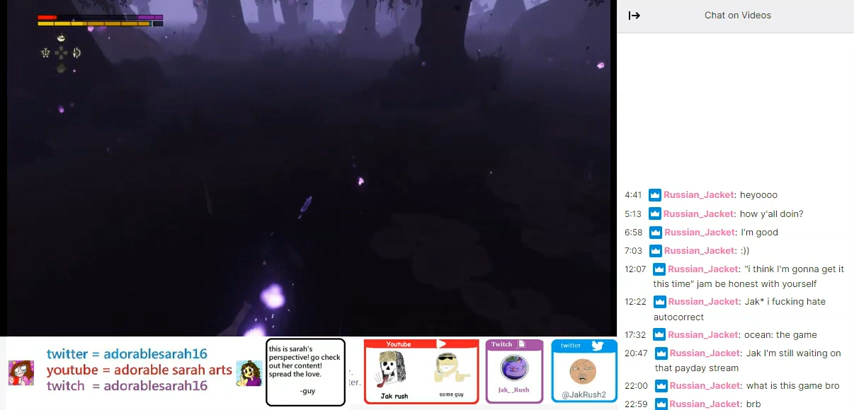 Chat on Videos
4:41 Russian_Jacket: heyoooo
5:13 Russian_Jacket: how y'all doin?
6:58 Russian_Jacket: I'm good
7:03 Russian_Jacket: :))
12:07 Russian_Jacket: "i think I'm gonna get it
this time" jam be honest with yourself
12:22 Russian_Jacket: Jak* i fucking hate
autocorrect
17:32 Russian_Jacket: ocean: the game
20:47 Russian_Jacket: Jak I'm still waiting on
that payday stream
22:00 Russian_Jacket: what is this game bro
22:59 Russian_Jacket: brb
twitter = adorablesarah16
youtube = adorable sarah arts
twitch = adorablesarah16
this is sarah's
perspective! go check
out her content!
spread the love.
-guy
ter.
Youtube
Jak rush
some guy
Twitch
Jak,_Rush
twitter
@JakRush2